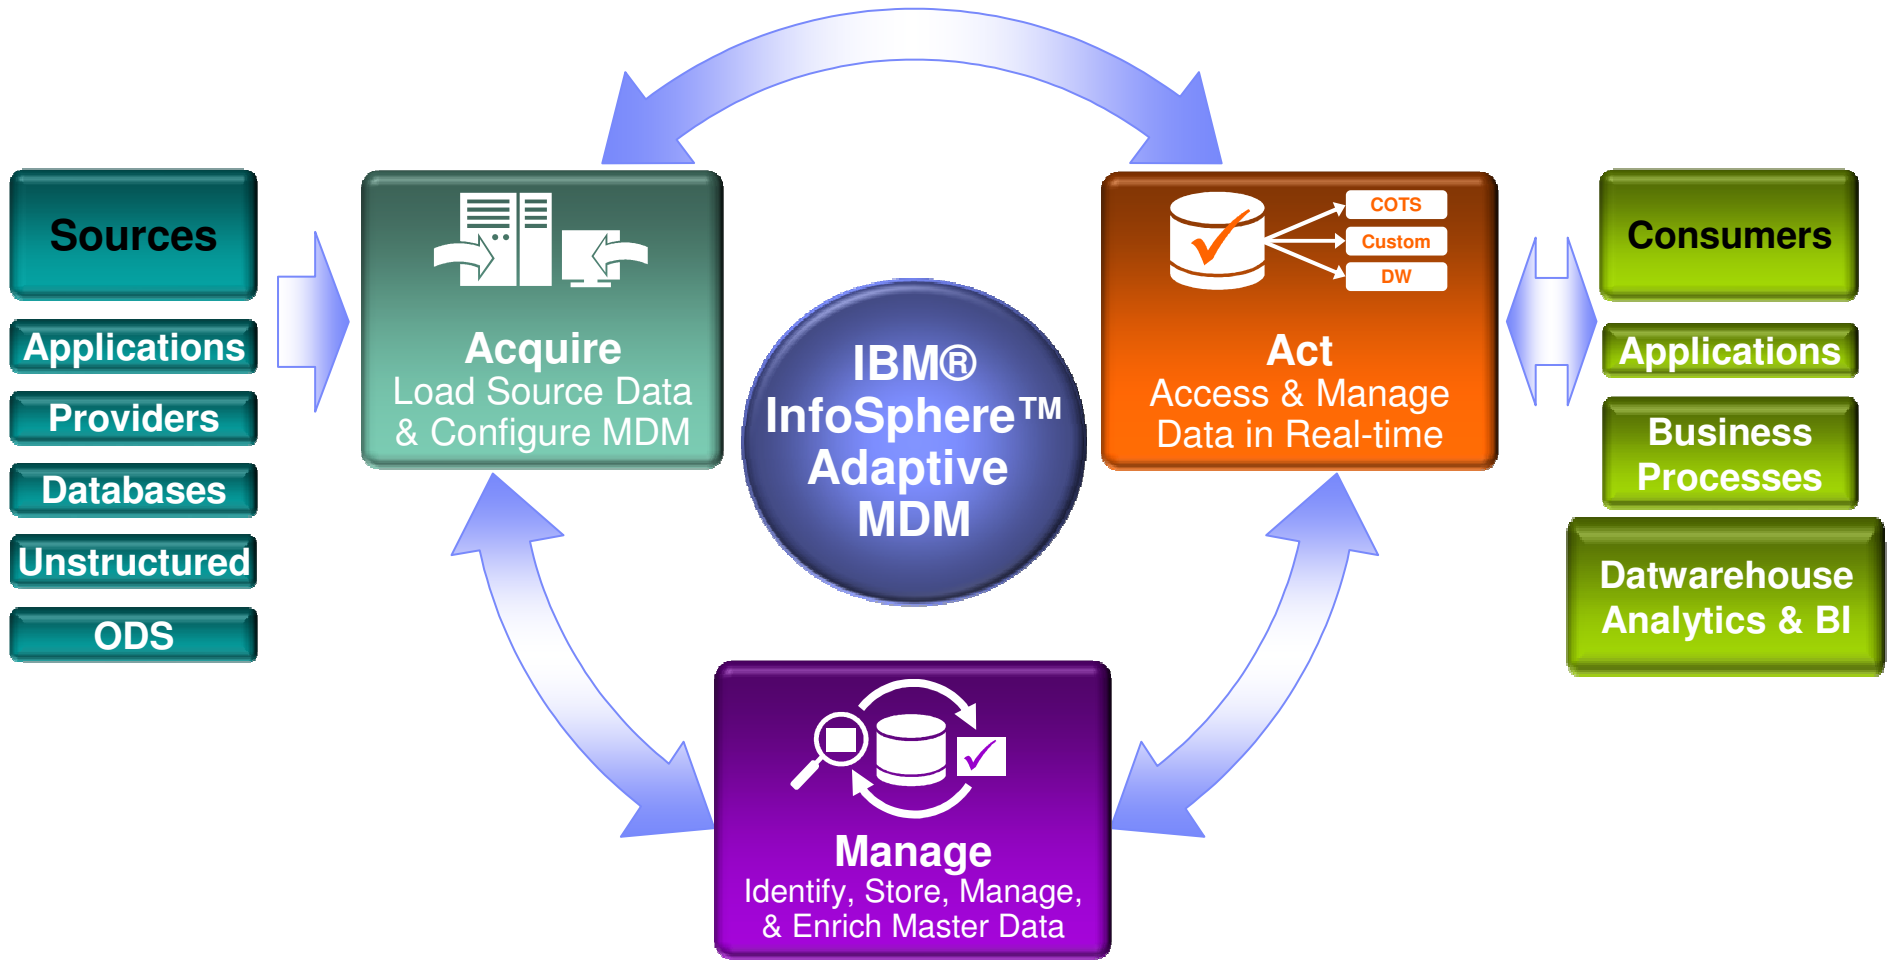 Sources
Applications
Providers
Databases
Unstructured
ODS
Acquire
Load Source Data
& Configure MDM
IBM®
InfoSphere™
Adaptive
MDM
COTS
Custom
DW
Act
Access & Manage
Data in Real-time
Manage
Identify, Store, Manage,
& Enrich Master Data
Consumers
Applications
Business
Processes
Datwarehouse
Analytics & BI